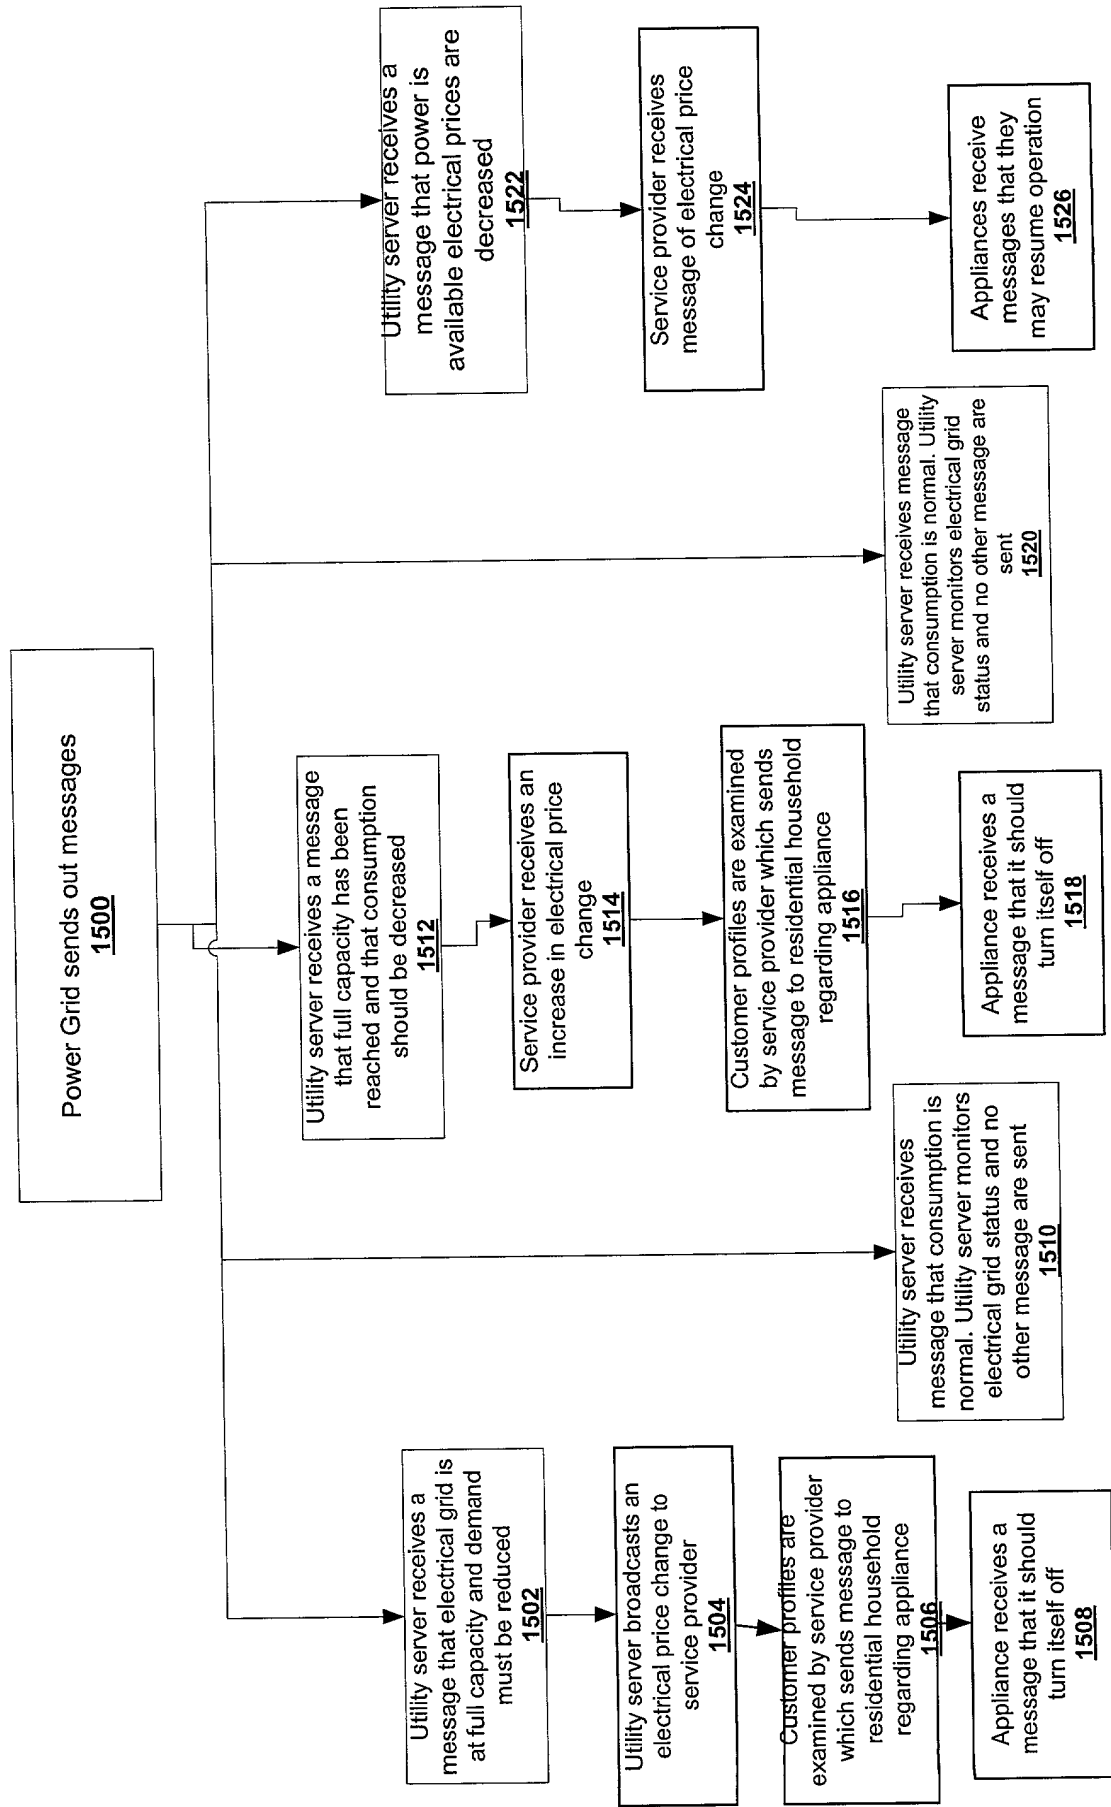 Power Grid sends out messages
1500
Utility server receives a
message that electrical grid is
at full capacity and demand
must be reduced
1502
Utility server broadcasts an
electrical price change to
service provider
1504
Customer profiles are
examined by service provider
which sends message to
residential household
regarding appliance
1506
Appliance receives a
message that it should
turn itself off
1508
Utility server receives
message that consumption is
normal. Utility server monitors
electrical grid status and no
other message are sent
1510
Utility server receives a message
that full capacity has been
reached and that consumption
should be decreased
1512
Service provider receives an
increase in electrical price
change
1514
Customer profiles are examined
by service provider which sends
message to residential household
regarding appliance
1516
Appliance receives a
message that it should
turn itself off
1518
Utility server receives message
that consumption is normal. Utility
server monitors electrical grid
status and no other message are
sent
1520
Utility server receives a
message that power is
available electrical prices are
decreased
1522
Service provider receives
message of electrical price
change
1524
Appliances receive
messages that they
may resume operation
1526